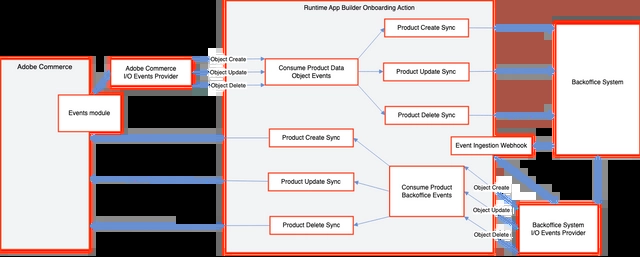 Runtime App Builder Onboarding Action
Adobe Commerce
Adobe Commerce
I/O Events Provider
Events module
Object Create
Object Update
Object Delete
Consume Product Data
Object Events
Product Create Sync
Product Update Sync
Product Delete Sync
Backoffice System
Event Ingestion Webhook
Product Create Sync
Product Update Sync
Product Delete Sync
Consume Product
Backoffice Events
Object Create
Object Update
Object Delete
Backoffice System
I/O Events Provider